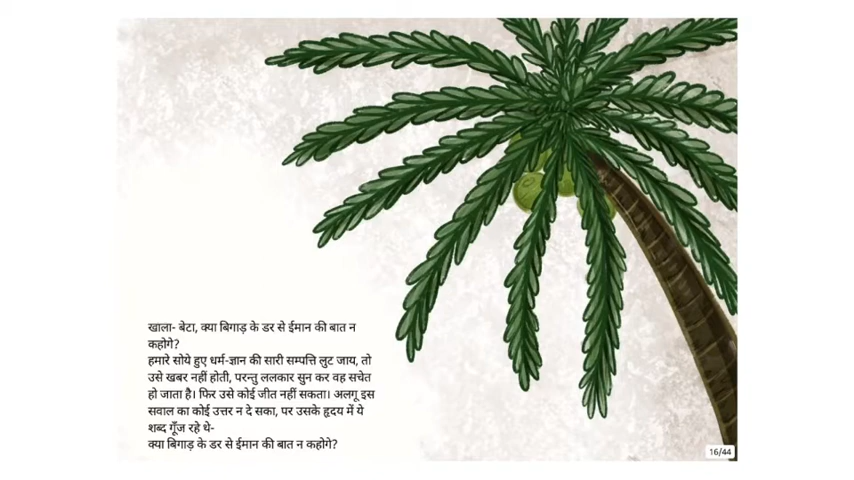 खाला- बेटा, क्या बिगाड़ के डर से ईमान की बात न
कहोगे?
हमारे सोये हुए धर्म-ज्ञान की सारी सम्पत्ति लुट जाय, तो
उसे खबर नहीं होती, परन्तु ललकार सुन कर वह सचेत
हो जाता है। फिर उसे कोई जीत नहीं सकता। अलगू इस
सवाल का कोई उत्तर न दे सका, पर उसके हृदय में ये
शब्द गूँज रहे थे-
क्या बिगाड़ के डर से ईमान की बात न कहोगे?
16/44